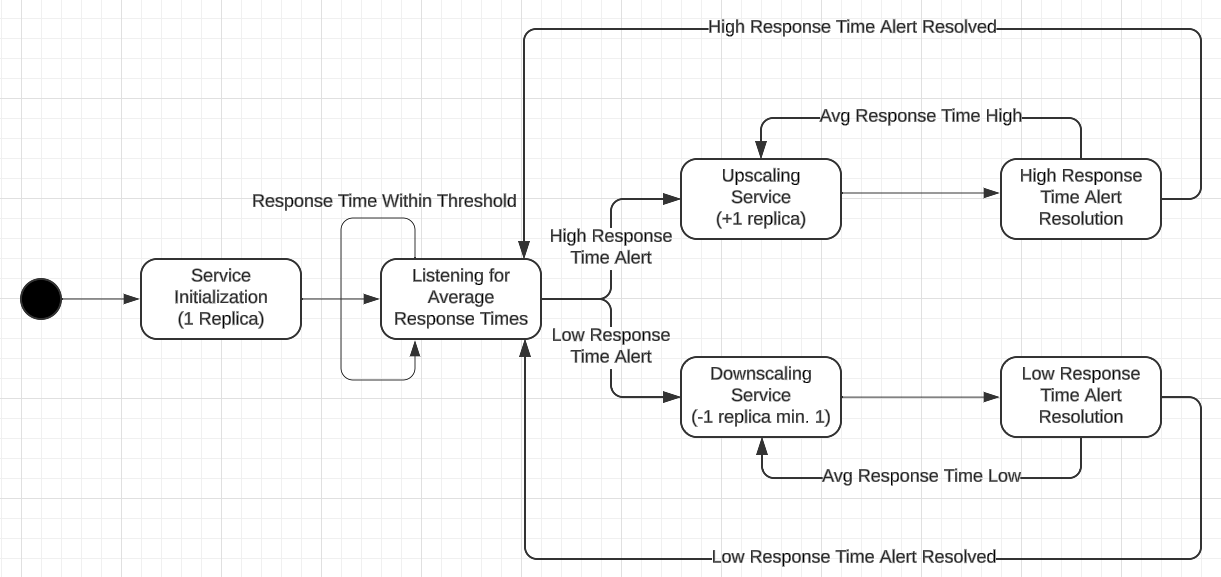 High Response Time Alert Resolved
Avg Response Time High
Upscaling
Service
(+1 replica)
High Response
Time Alert
Resolution
Response Time Within Threshold
High Response
Time Alert
Service
Initialization
(1 Replica)
Listening for
Average
Response Times
Low Response
Time Alert
Downscaling
Service
(-1 replica min. 1)
Low Response
Time Alert
Resolution
Avg Response Time Low
Low Response Time Alert Resolved